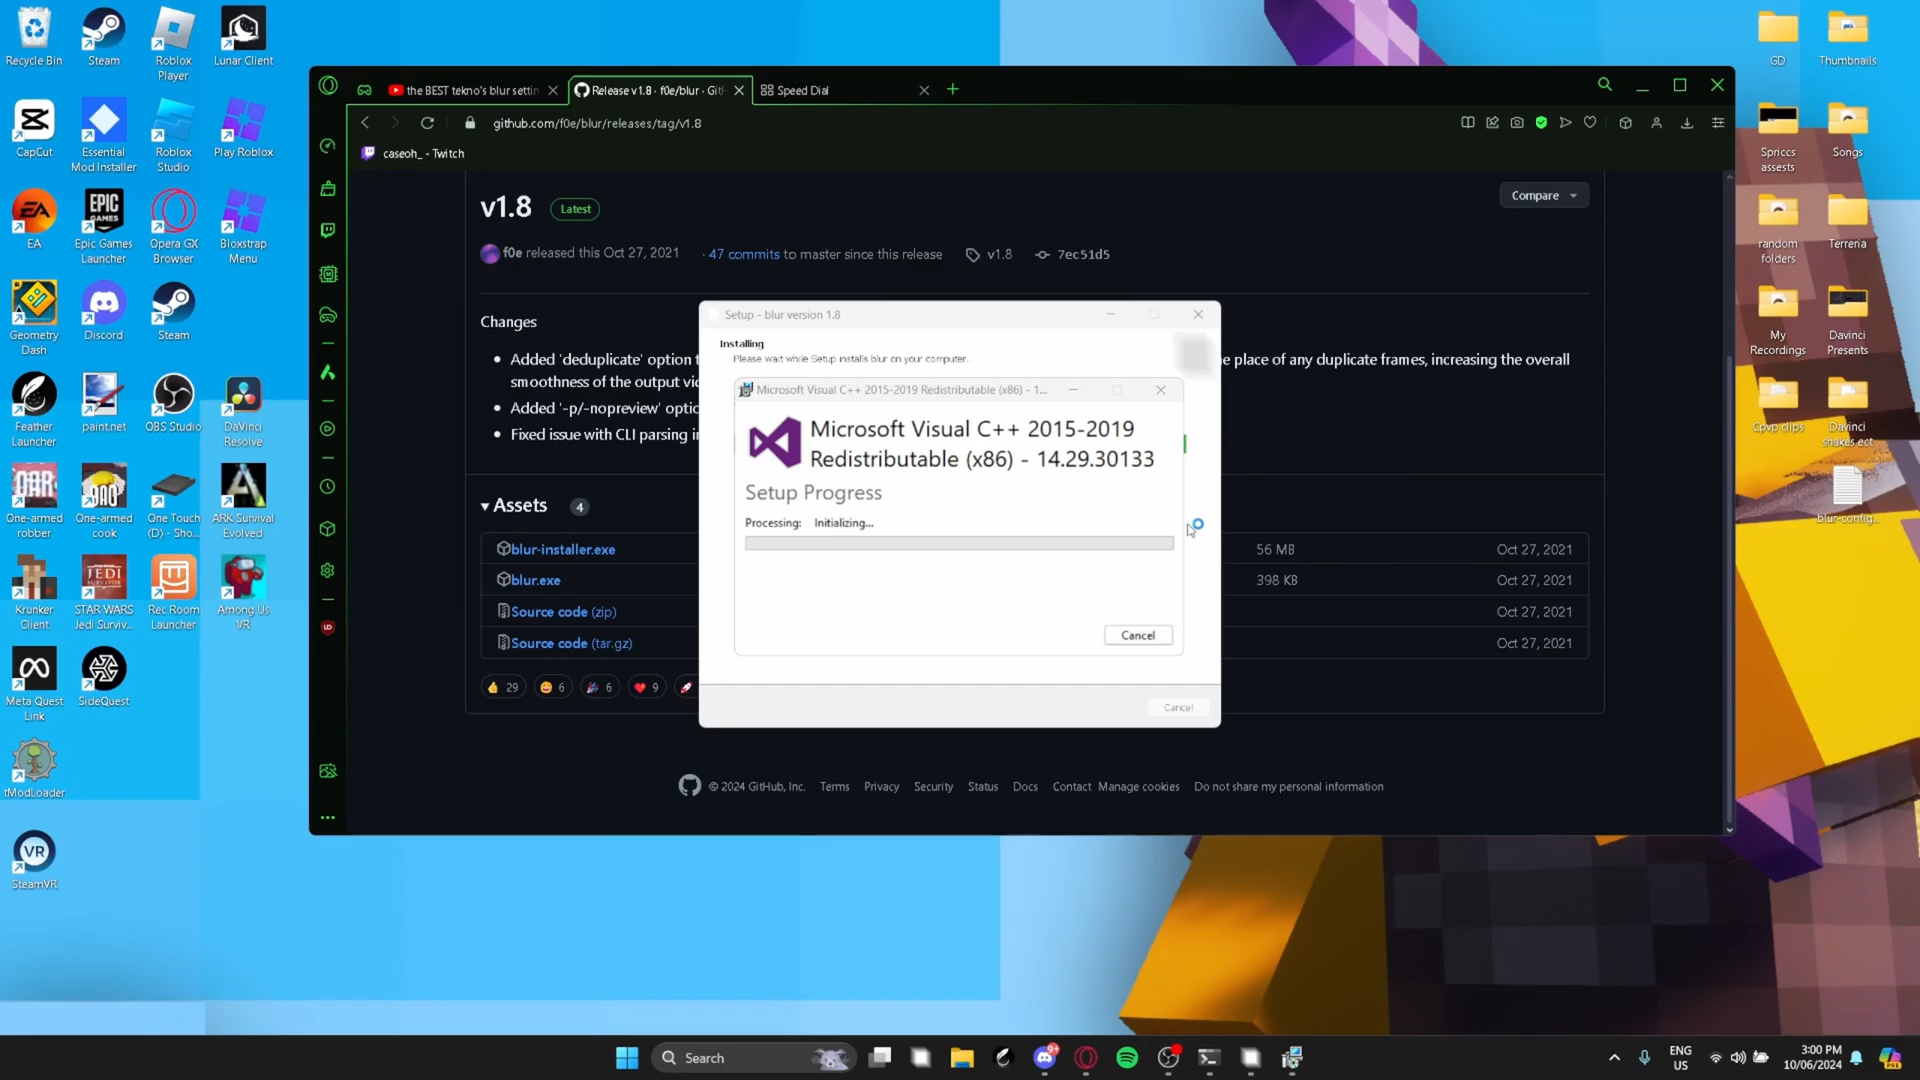 Recycle Bin
Steam
Roblox Player
Lunar Client
CapCut
Essential Mod Installer
Roblox Studio
Play Roblox
EA
Epic Games Launcher
Opera GX Browser
Bloxstrap Menu
Geometry Dash
Discord
Steam
Feather Launcher
paint.net
OBS Studio
DaVinci Resolve
One-armed robber
One-armed cook
One Touch (D) - Sho...
ARK Survival Evolved
Krunker Client
STAR WARS Jedi Surviv...
Rec Room Launcher
Among Us VR
Meta Quest Link
SideQuest
tModLoader
SteamVR
the BEST tekno's blur settin
Release v1.8 · f0e/blur · Git
Speed Dial
github.com/f0e/blur/releases/tag/v1.8
caseoh_ - Twitch
v1.8
Latest
Compare
f0e released this Oct 27, 2021
· 47 commits to master since this release
v1.8
7ec51d5
Changes
Added 'deduplicate' option t
he place of any duplicate frames, increasing the overall
smoothness of the output vid
Added '-p/-nopreview' optio
Fixed issue with CLI parsing i
Assets 4
blur-installer.exe
56 MB
Oct 27, 2021
blur.exe
398 KB
Oct 27, 2021
Source code (zip)
Oct 27, 2021
Source code (tar.gz)
Oct 27, 2021
29
6
6
9
Setup - blur version 1.8
Installing
Please wait while Setup installs blur on your computer.
Microsoft Visual C++ 2015-2019 Redistributable (x86) - 1...
Microsoft Visual C++ 2015-2019
Redistributable (x86) - 14.29.30133
Setup Progress
Processing: Initializing...
Cancel
Cancel
© 2024 GitHub, Inc. Terms Privacy Security Status Docs Contact Manage cookies Do not share my personal information
GD
Thumbnails
Spriccs assests
Songs
random folders
Terreria
My Recordings
Davinci Presents
Cpvp clips
Davinci shakes ect
blur-config...
Search
9+
ENG
US
3:00 PM
10/06/2024